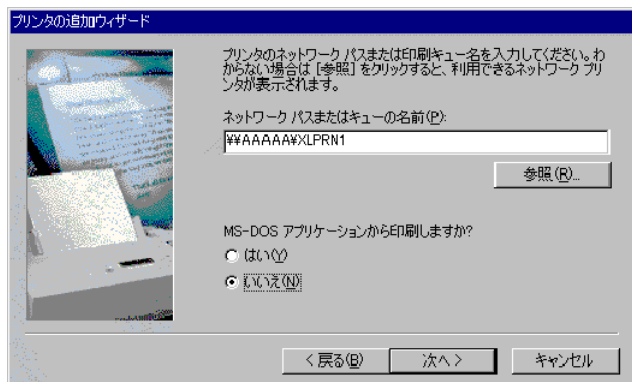 プリンタの追加ウィザード
プリンタのネットワーク パスまたは印刷キュー名を入力してください。わ
からない場合は [参照] をクリックすると、利用できるネットワーク プリ
ンタが表示されます。
ネットワーク パスまたはキューの名前(P):
¥¥AAAAA¥XLPRN1
参照(R)...
MS-DOS アプリケーションから印刷しますか?
はい(Y)
いいえ(N)
< 戻る(B)
次へ >
キャンセル